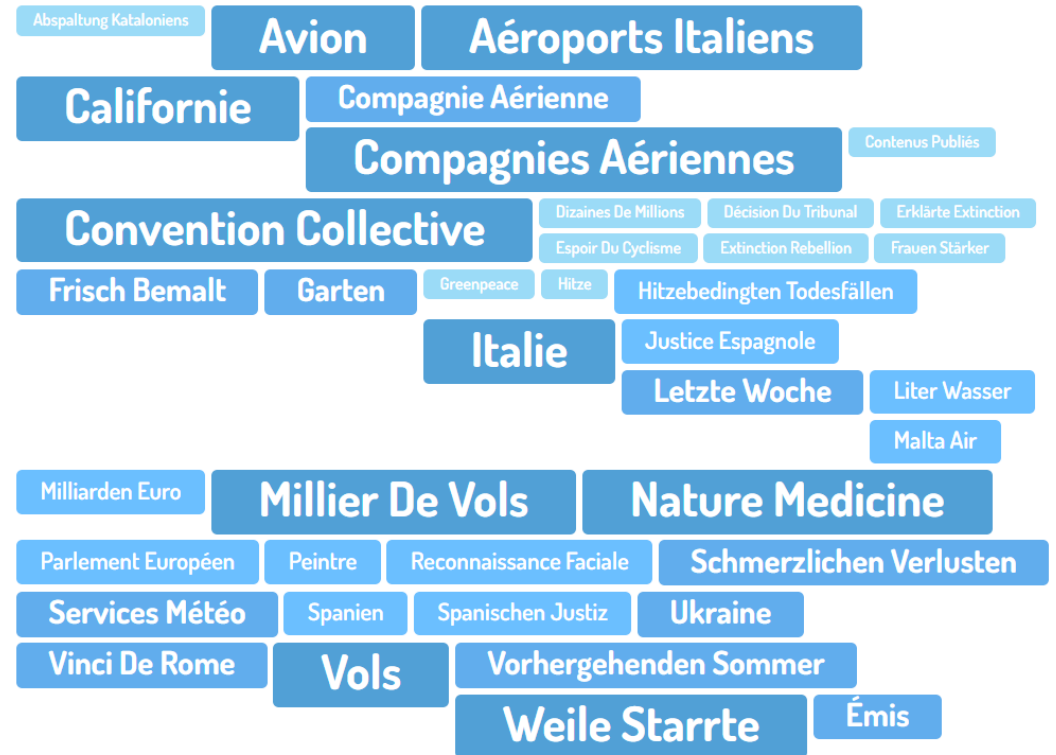 Abspaltung Kataloniens Avion Aéroports Italiens
Californie Compagnie Aérienne
Compagnies Aériennes Contenus Publiés
Convention Collective Dizaines De Millions Décision Du Tribunal Erklärte Extinction
Espoir Du Cyclisme Extinction Rebellion Frauen Stärker
Frisch Bemalt Garten Greenpeace Hitze Hitzebedingten Todesfällen
Italie Justice Espagnole
Letzte Woche Liter Wasser
Malta Air
Milliarden Euro Millier De Vols Nature Medicine
Parlement Européen Peintre Reconnaissance Faciale Schmerzlichen Verlusten
Services Météo Spanien Spanischen Justiz Ukraine
Vinci De Rome Vols Vorhergehenden Sommer
Weile Starrte Émis